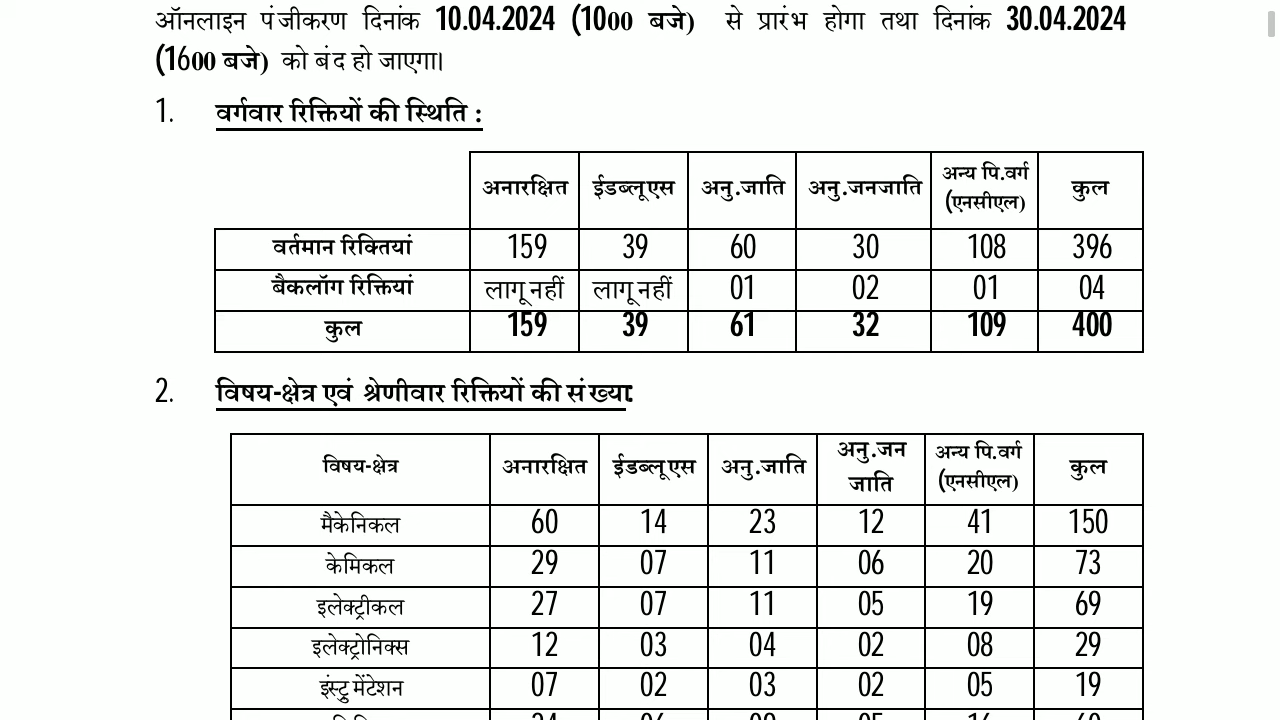 ऑनलाइन पंजीकरण दिनांक 10.04.2024 (1000 बजे) से प्रारंभ होगा तथा दिनांक 30.04.2024
(1600 बजे) को बंद हो जाएगा।
1. वर्गवार रिक्तियों की स्थिति :
अनारक्षित ईडब्लूएस अनु.जाति अनु.जनजाति अन्य पि.वर्ग (एनसीएल) कुल
वर्तमान रिक्तियां 159 39 60 30 108 396
बैकलॉग रिक्तियां लागू नहीं लागू नहीं 01 02 01 04
कुल 159 39 61 32 109 400
2. विषय-क्षेत्र एवं श्रेणीवार रिक्तियों की संख्या:
विषय-क्षेत्र अनारक्षित ईडब्लूएस अनु.जाति अनु.जन जाति अन्य पि.वर्ग (एनसीएल) कुल
मैकेनिकल 60 14 23 12 41 150
केमिकल 29 07 11 06 20 73
इलेक्ट्रीकल 27 07 11 05 19 69
इलेक्ट्रोनिक्स 12 03 04 02 08 29
इंस्ट्रुमेंटेशन 07 02 03 02 05 19